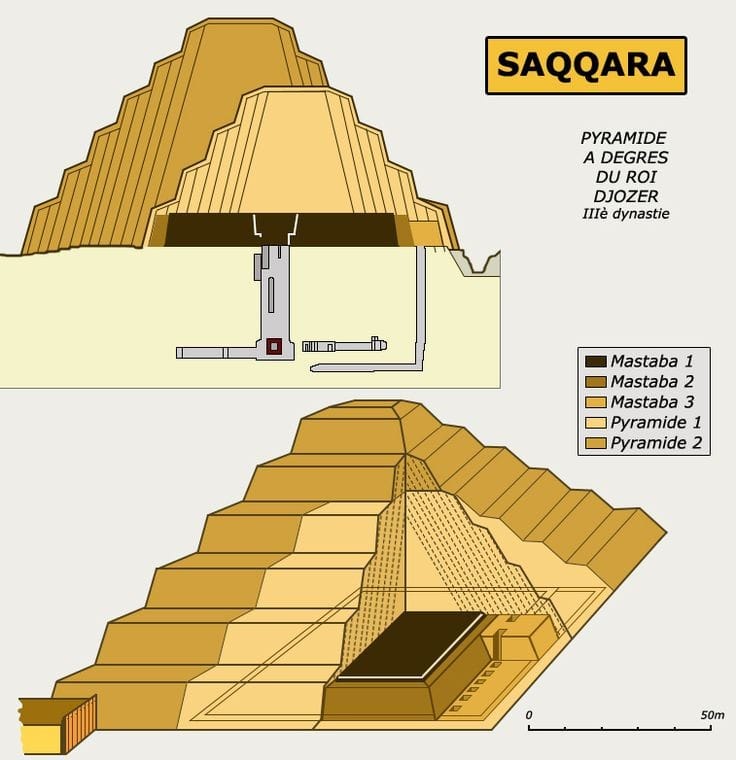 SAQQARA
PYRAMIDE
A DEGRES
DU ROI
DJOZER
IIIè dynastie
Mastaba 1
Mastaba 2
Mastaba 3
Pyramide 1
Pyramide 2
0 50m